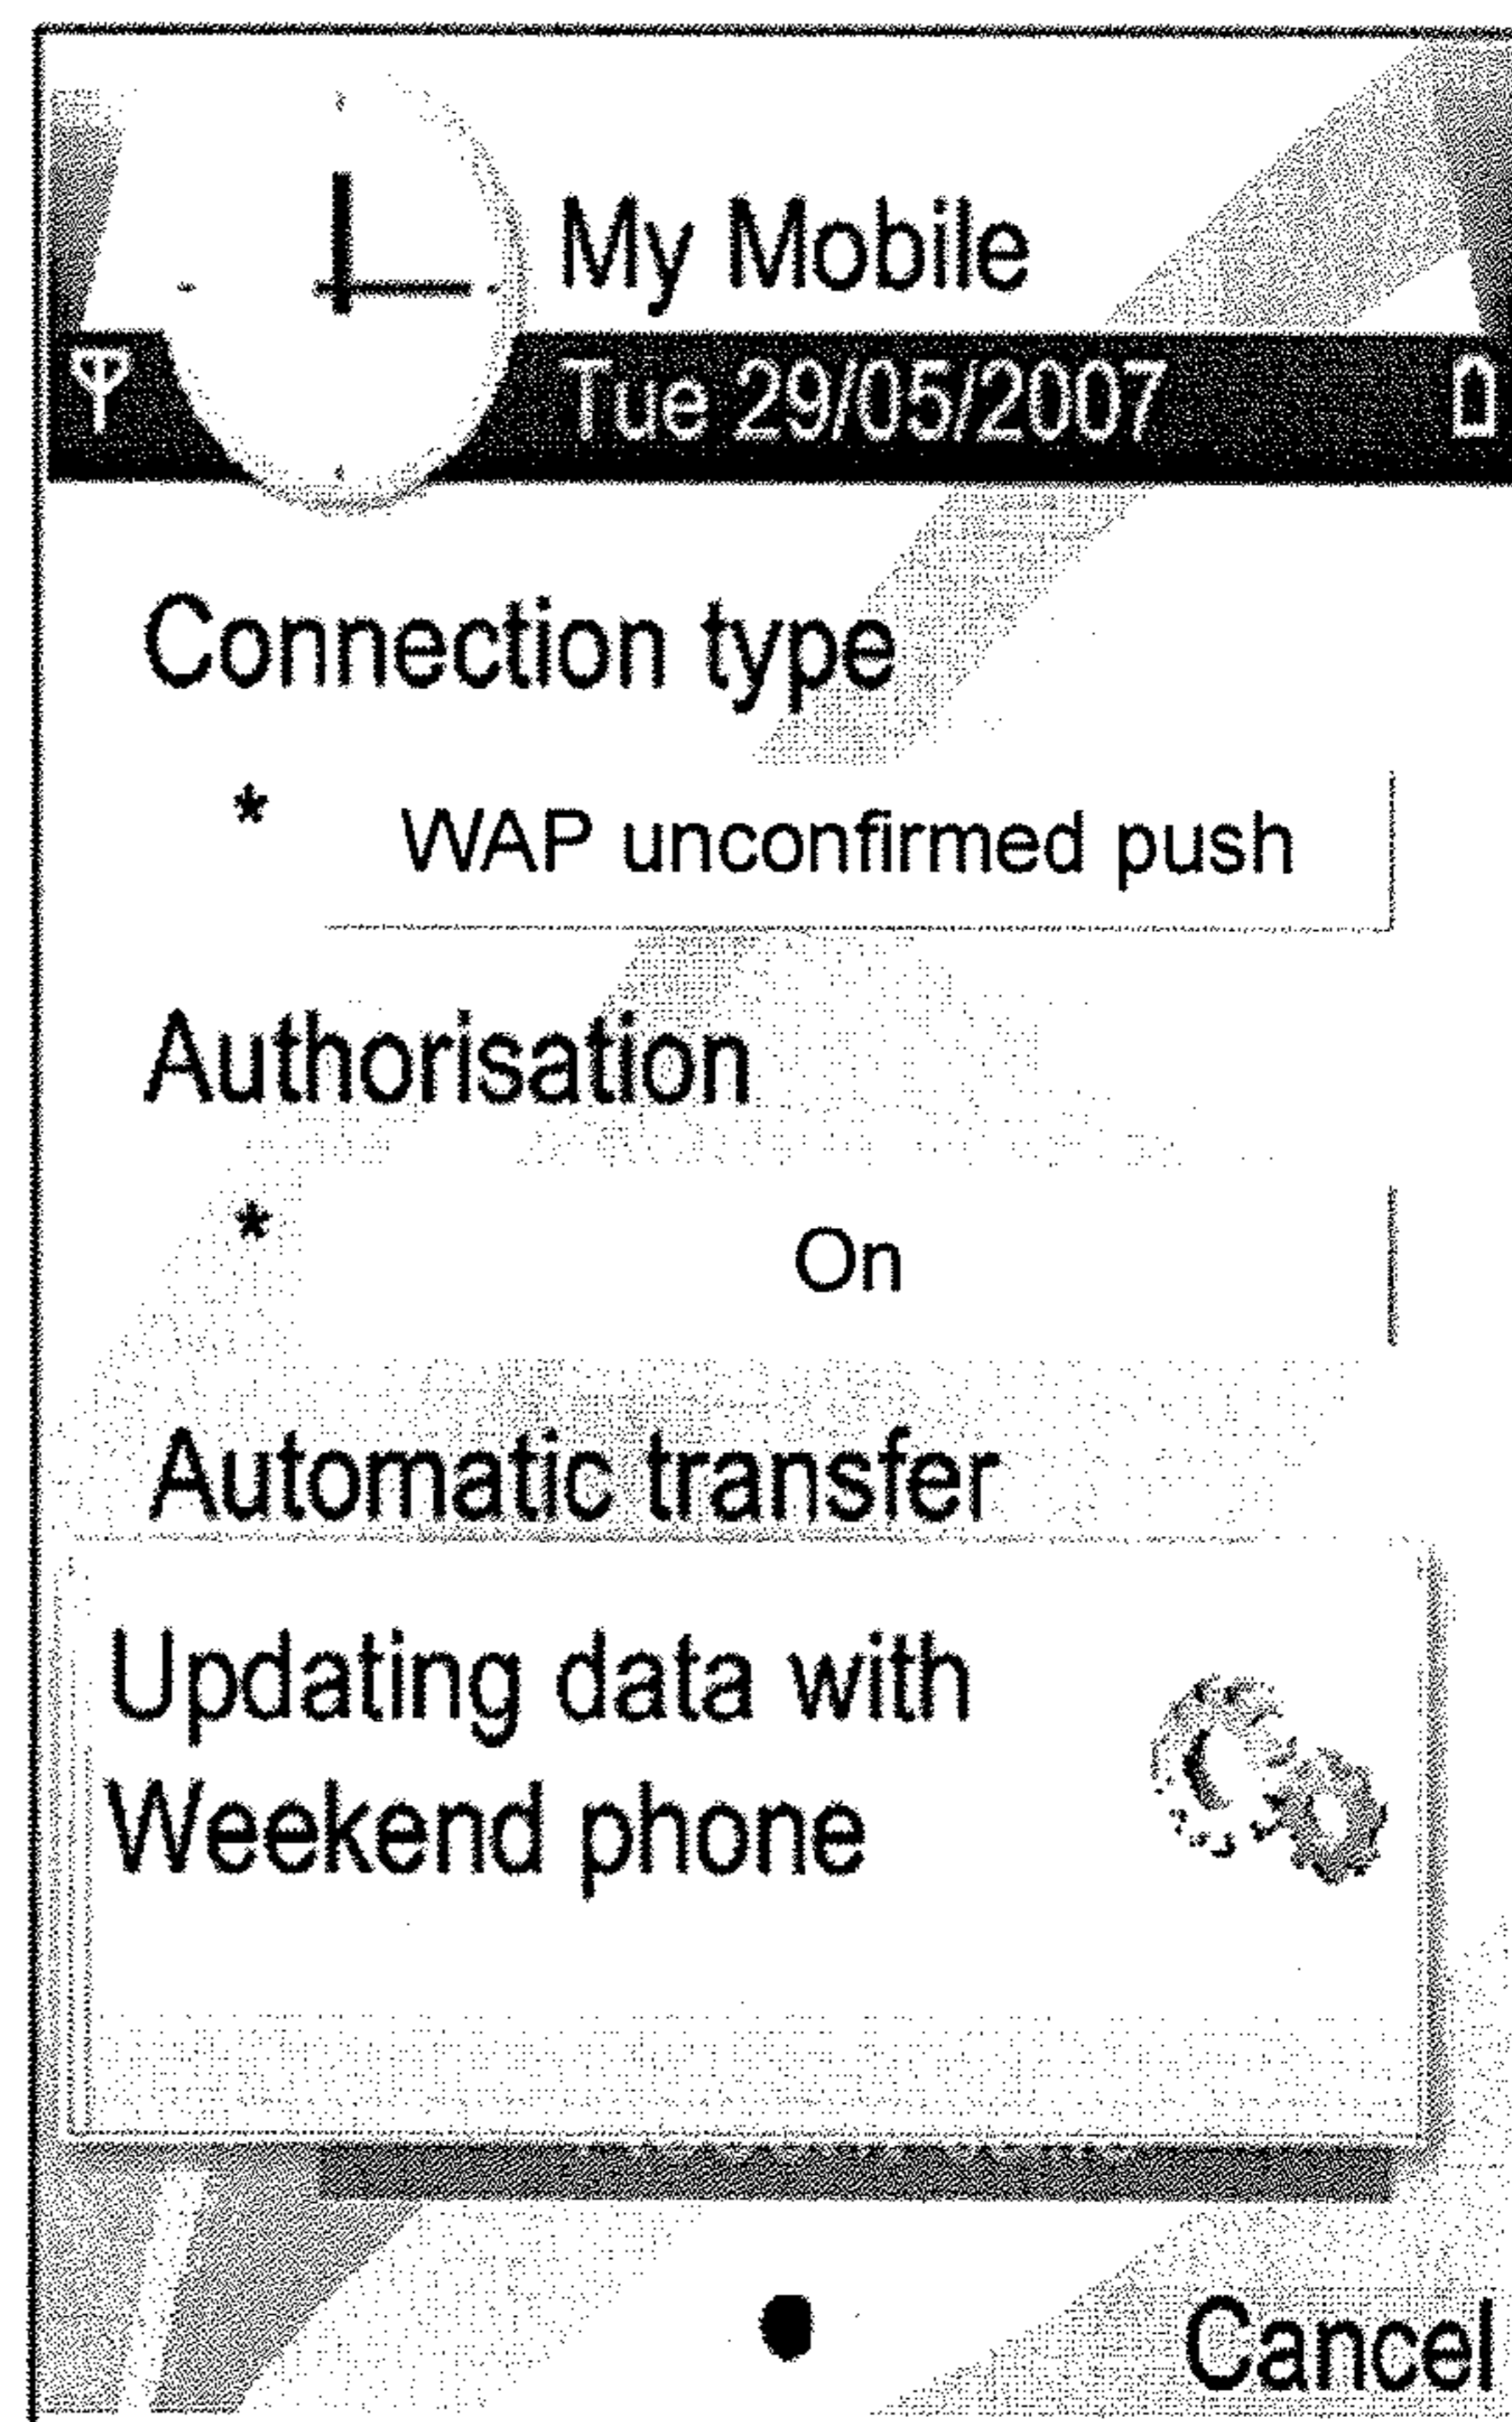 My Mobile
Tue 29/05/2007
Connection type
* WAP unconfirmed push
Authorisation
* On
Automatic transfer
Updating data with
Weekend phone
Cancel